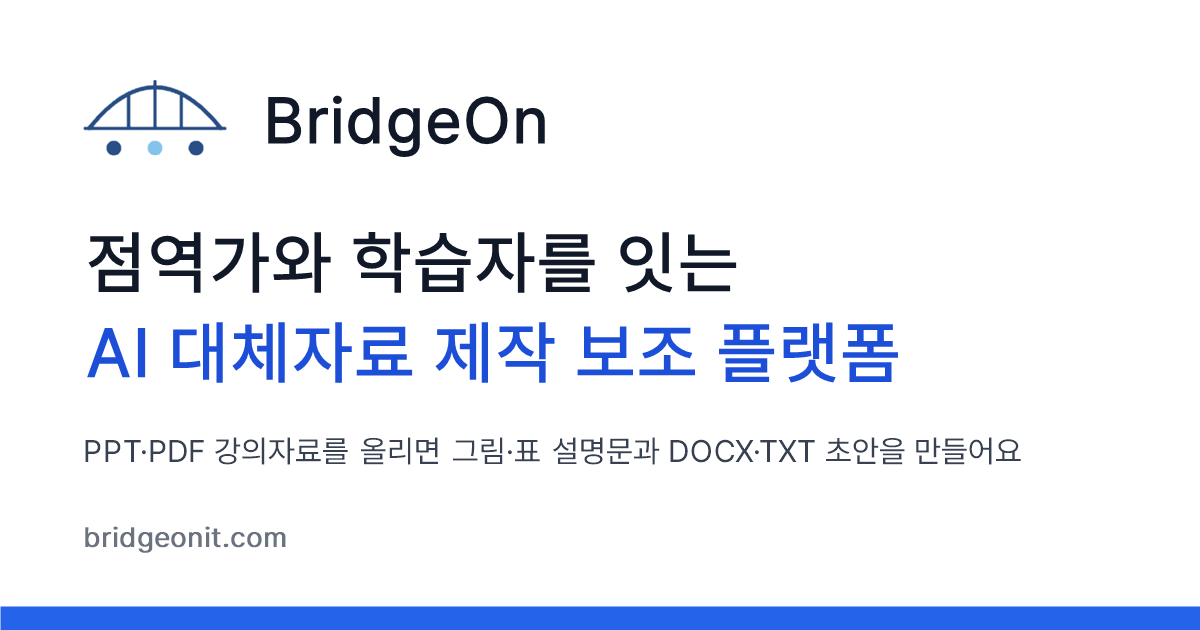 BridgeOn
점역가와 학습자를 잇는
AI 대체자료 제작 보조 플랫폼
PPT·PDF 강의자료를 올리면 그림·표 설명문과 DOCX·TXT 초안을 만들어요
bridgeonit.com